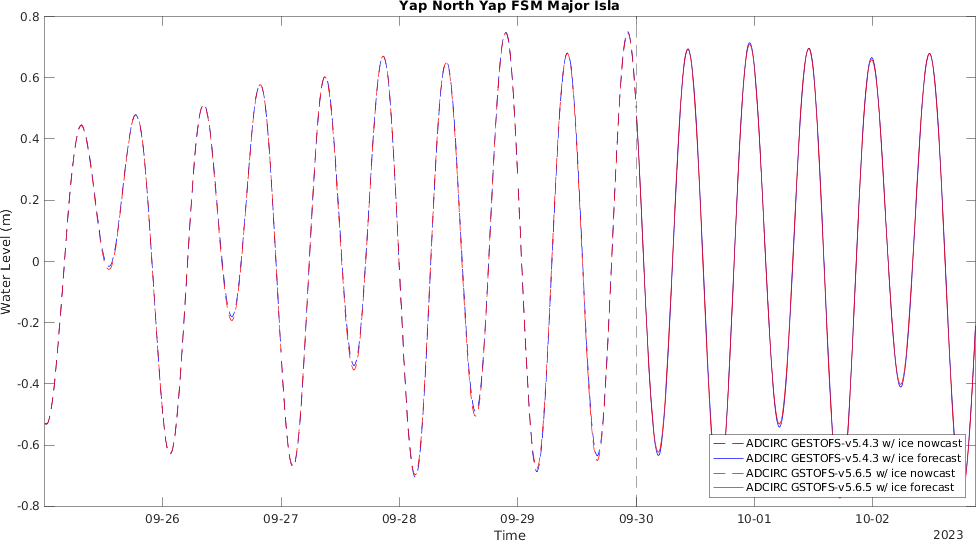 Yap North Yap FSM Major Isla
0.8
0.6
0.4
0.2
0
-0.2
-0.4
-0.6
-0.8
Water Level (m)
ADCIRC GESTOFS-v5.4.3 w/ ice nowcast
ADCIRC GESTOFS-v5.4.3 w/ ice forecast
ADCIRC GSTOFS-v5.6.5 w/ ice nowcast
ADCIRC GSTOFS-v5.6.5 w/ ice forecast
09-26 09-27 09-28 09-29 09-30 10-01 10-02
Time
2023